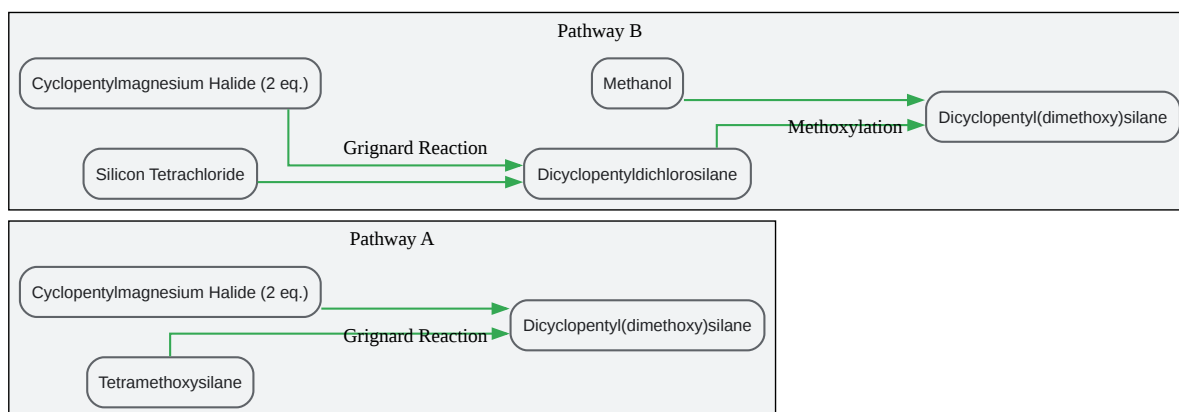 Pathway B
Cyclopentylmagnesium Halide (2 eq.)
Methanol
Dicyclopentyl(dimethoxy)silane
Methoxylation
Grignard Reaction
Silicon Tetrachloride
Dicyclopentyldichlorosilane
Pathway A
Cyclopentylmagnesium Halide (2 eq.)
Dicyclopentyl(dimethoxy)silane
Grignard Reaction
Tetramethoxysilane